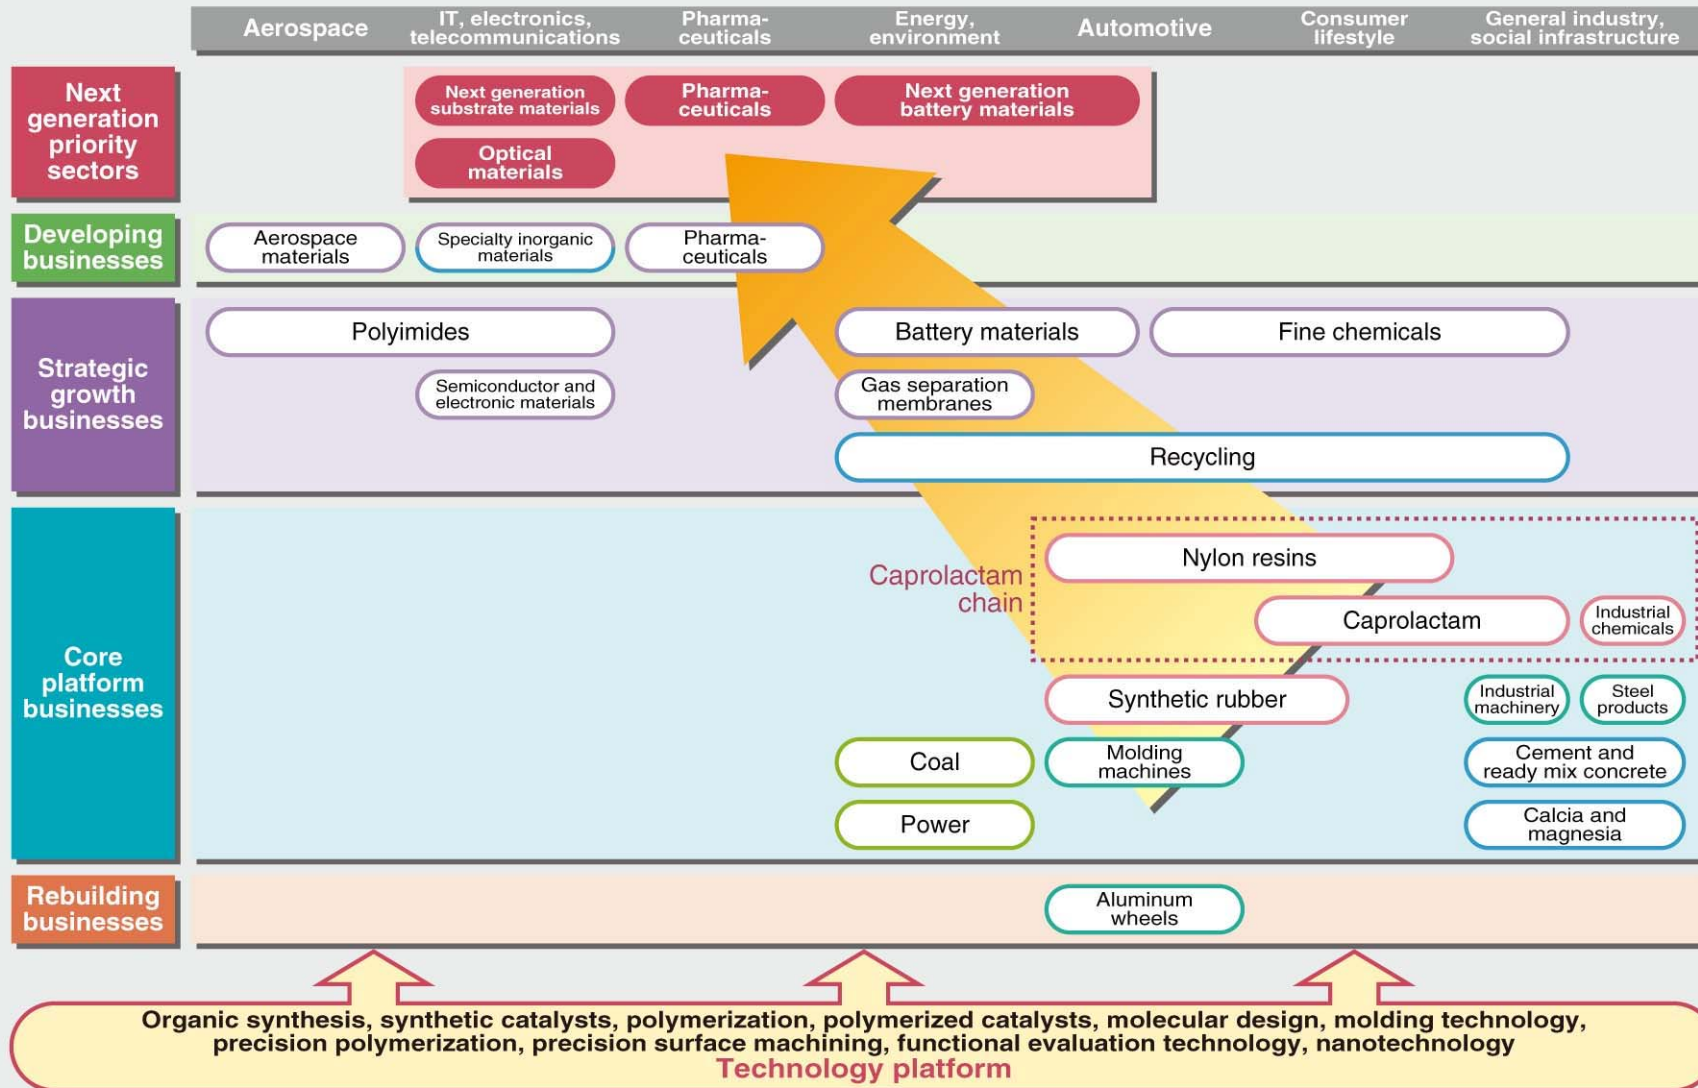 Aerospace
IT, electronics,
telecommunications
Pharma-
ceuticals
Energy,
environment
Automotive
Consumer
lifestyle
General industry,
social infrastructure
Next
generation
priority
sectors
Next generation
substrate materials
Pharma-
ceuticals
Next generation
battery materials
Optical
materials
Developing
businesses
Aerospace
materials
Specialty inorganic
materials
Pharma-
ceuticals
Strategic
growth
businesses
Polyimides
Battery materials
Fine chemicals
Semiconductor and
electronic materials
Gas separation
membranes
Recycling
Core
platform
businesses
Caprolactam
chain
Nylon resins
Caprolactam
Industrial
chemicals
Synthetic rubber
Industrial
machinery
Steel
products
Coal
Molding
machines
Cement and
ready mix concrete
Power
Calcia and
magnesia
Rebuilding
businesses
Aluminum
wheels
Organic synthesis, synthetic catalysts, polymerization, polymerized catalysts, molecular design, molding technology,
precision polymerization, precision surface machining, functional evaluation technology, nanotechnology
Technology platform